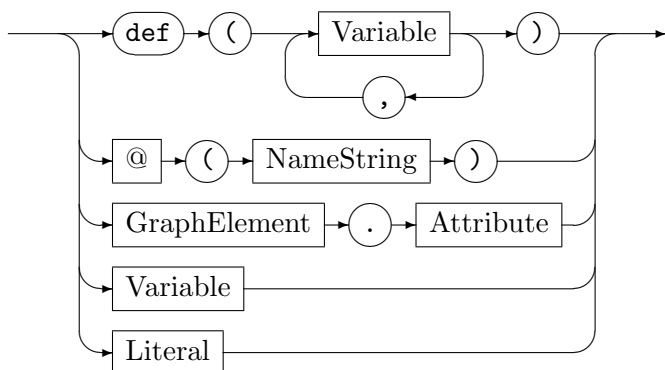 def ( Variable )
,
@ ( NameString )
GraphElement . Attribute
Variable
Literal